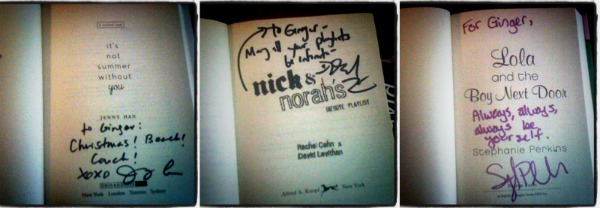 it's
not
summer
without
you
JENNY HAN
to Ginger:
Christmas! Beach!
Couch!
xoxo
New York London Toronto Sydney
to Ginger-
May all your playlists
be infinite-
nick &
norah's
INFINITE PLAYLIST
Rachel Cohn &
David Levithan
Alfred A. Knopf New York
For Ginger,
Lola
and the
Boy Next Door
Always, always,
always be
yourself.
Stephanie Perkins